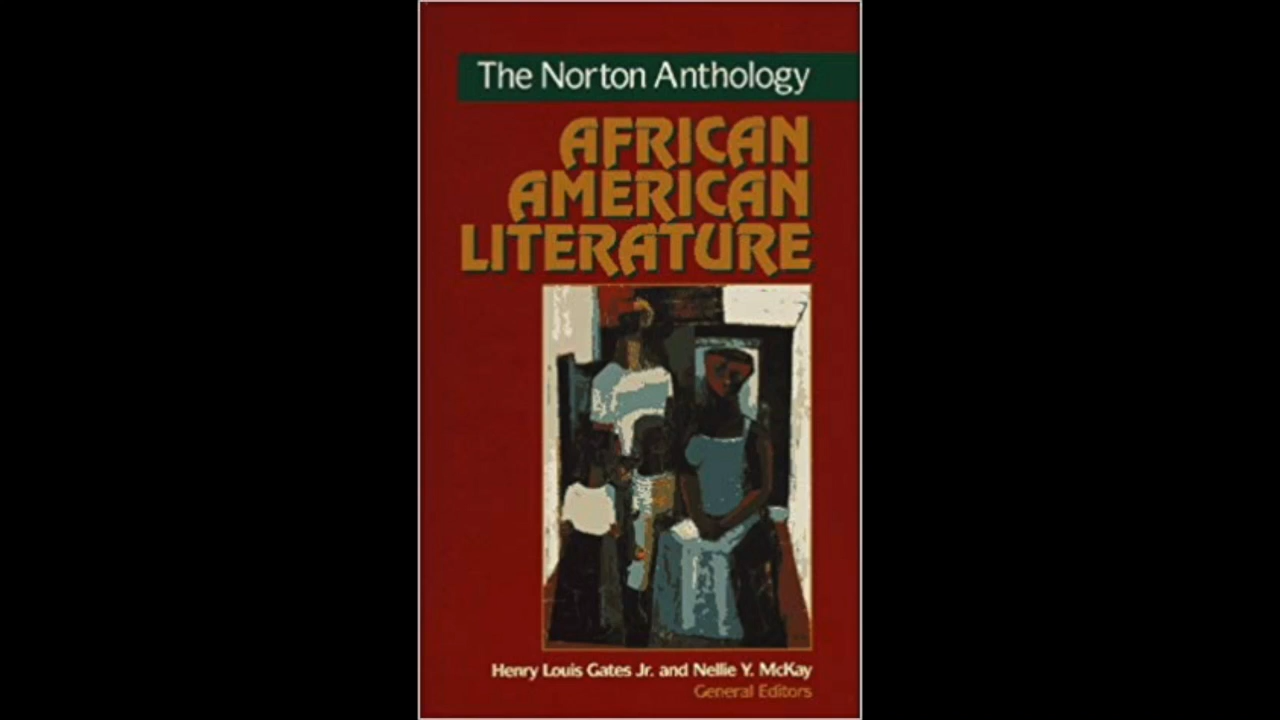 The Norton Anthology
AFRICAN
AMERICAN
LITERATURE
Henry Louis Gates Jr. and Nellie Y. McKay
General Editors